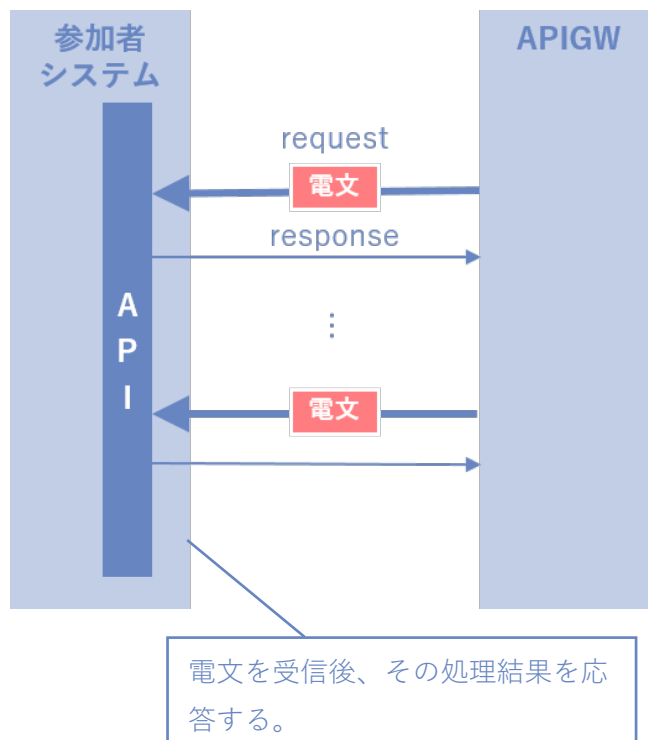 参加者
システム
APIGW
request
電文
response
A
P
I
⋮
電文
電文を受信後、その処理結果を応
答する。